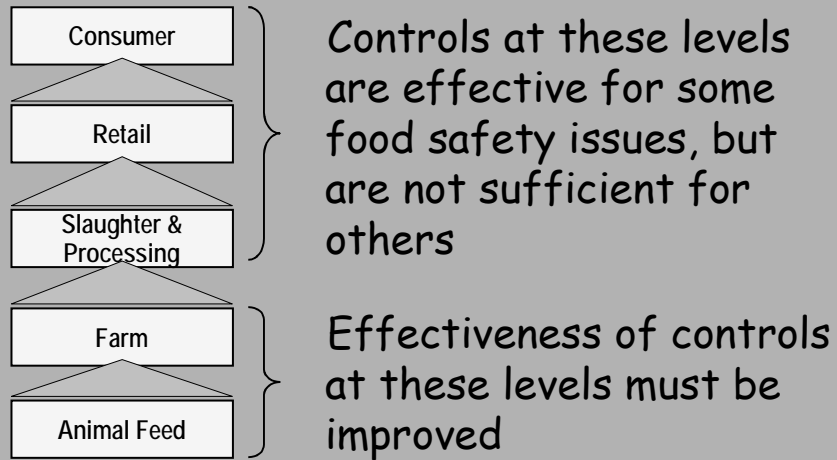 Consumer
Retail
Slaughter &
Processing
Farm
Animal Feed
Controls at these levels
are effective for some
food safety issues, but
are not sufficient for
others
Effectiveness of controls
at these levels must be
improved